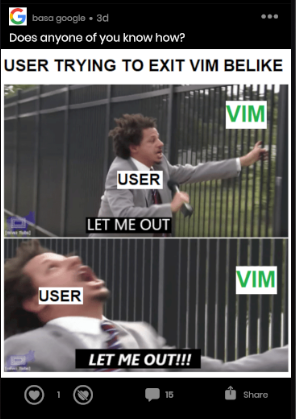 basa google • 3d
Does anyone of you know how?
USER TRYING TO EXIT VIM BELIKE
VIM
USER
LET ME OUT
VIM
USER
LET ME OUT!!!
1
15
Share